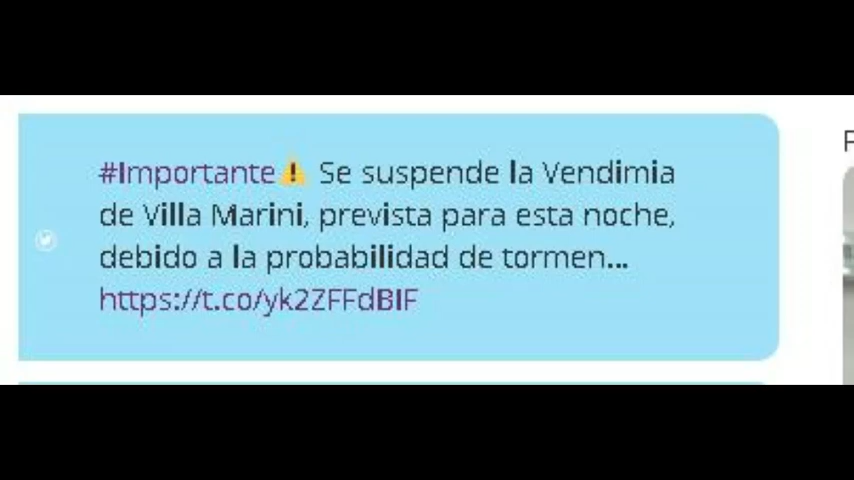 #Importante⚠️ Se suspende la Vendimia
de Villa Marini, prevista para esta noche,
debido a la probabilidad de tormen...
https://t.co/yk2ZFFdBIF